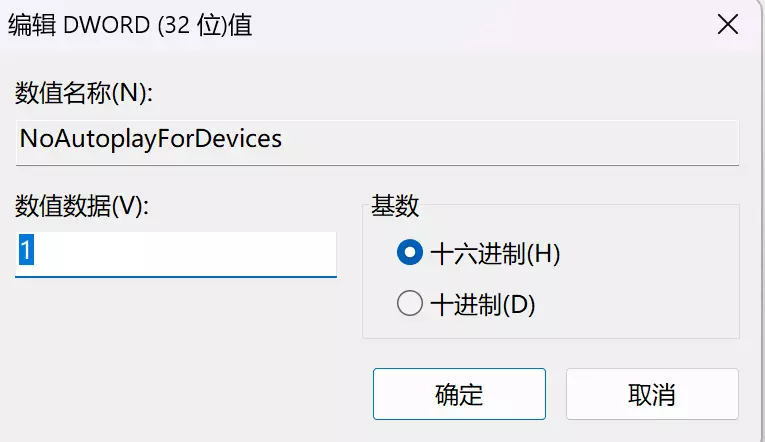 编辑 DWORD (32 位)值
数值名称(N):
NoAutoplayForDevices
数值数据(V):
基数
1
十六进制(H)
十进制(D)
确定
取消